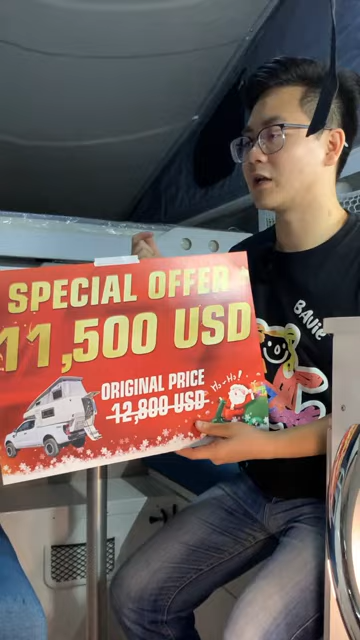 SPECIAL OFFER
11,500 USD
ORIGINAL PRICE
12,800 USD
Ho-Ho!
BAVie